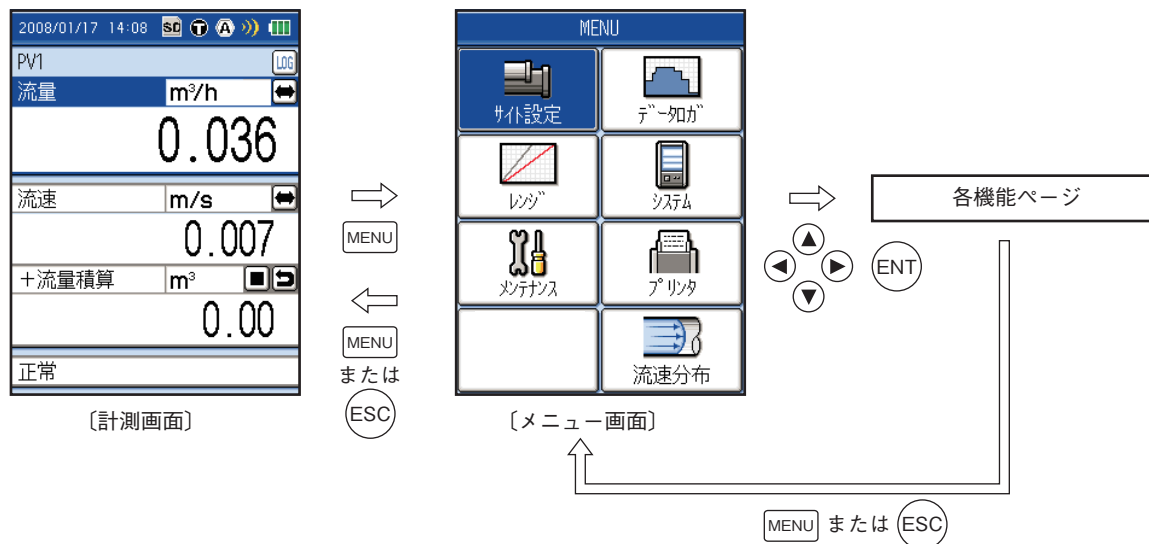 2008/01/17 14:08 SD T A
PV1 LOG
流量 m³/h
0.036
流速 m/s
0.007
＋流量積算 m³
0.00
正常
〔計測画面〕
MENU
MENU
または
ESC
MENU
サイト設定 データロガ
レンジ システム
メンテナンス プリンタ
流速分布
〔メニュー画面〕
ENT
各機能ページ
MENU または ESC